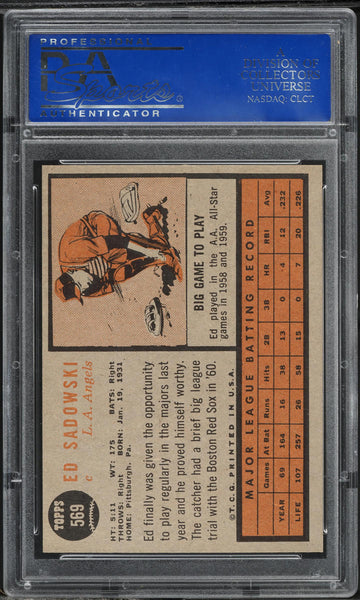 PROFESSIONAL
PSA
Sports ®
AUTHENTICATOR
A
DIVISION OF
COLLECTORS
UNIVERSE
NASDAQ: CLCT
TOPPS
569
ED SADOWSKI
c L. A. Angels
HT: 5:11 WT: 175 BATS: Right
THROWS: Right BORN: Jan. 19, 1931
HOME: Pittsburgh, Pa.
Ed finally was given the opportunity
to play regularly in the majors last
year and he proved himself worthy.
The catcher had a brief big league
trial with the Boston Red Sox in '60.
BIG GAME TO PLAY
Ed played in the A.A. All-Star
games in 1958 and 1959.
© T.C.G. PRINTED IN U.S.A.
MAJOR LEAGUE BATTING RECORD
Games At Bat Runs Hits 2B 3B HR RBI Avg
YEAR 69 164 16 38 13 0 4 12 .232
LIFE 107 257 26 58 15 0 7 20 .226